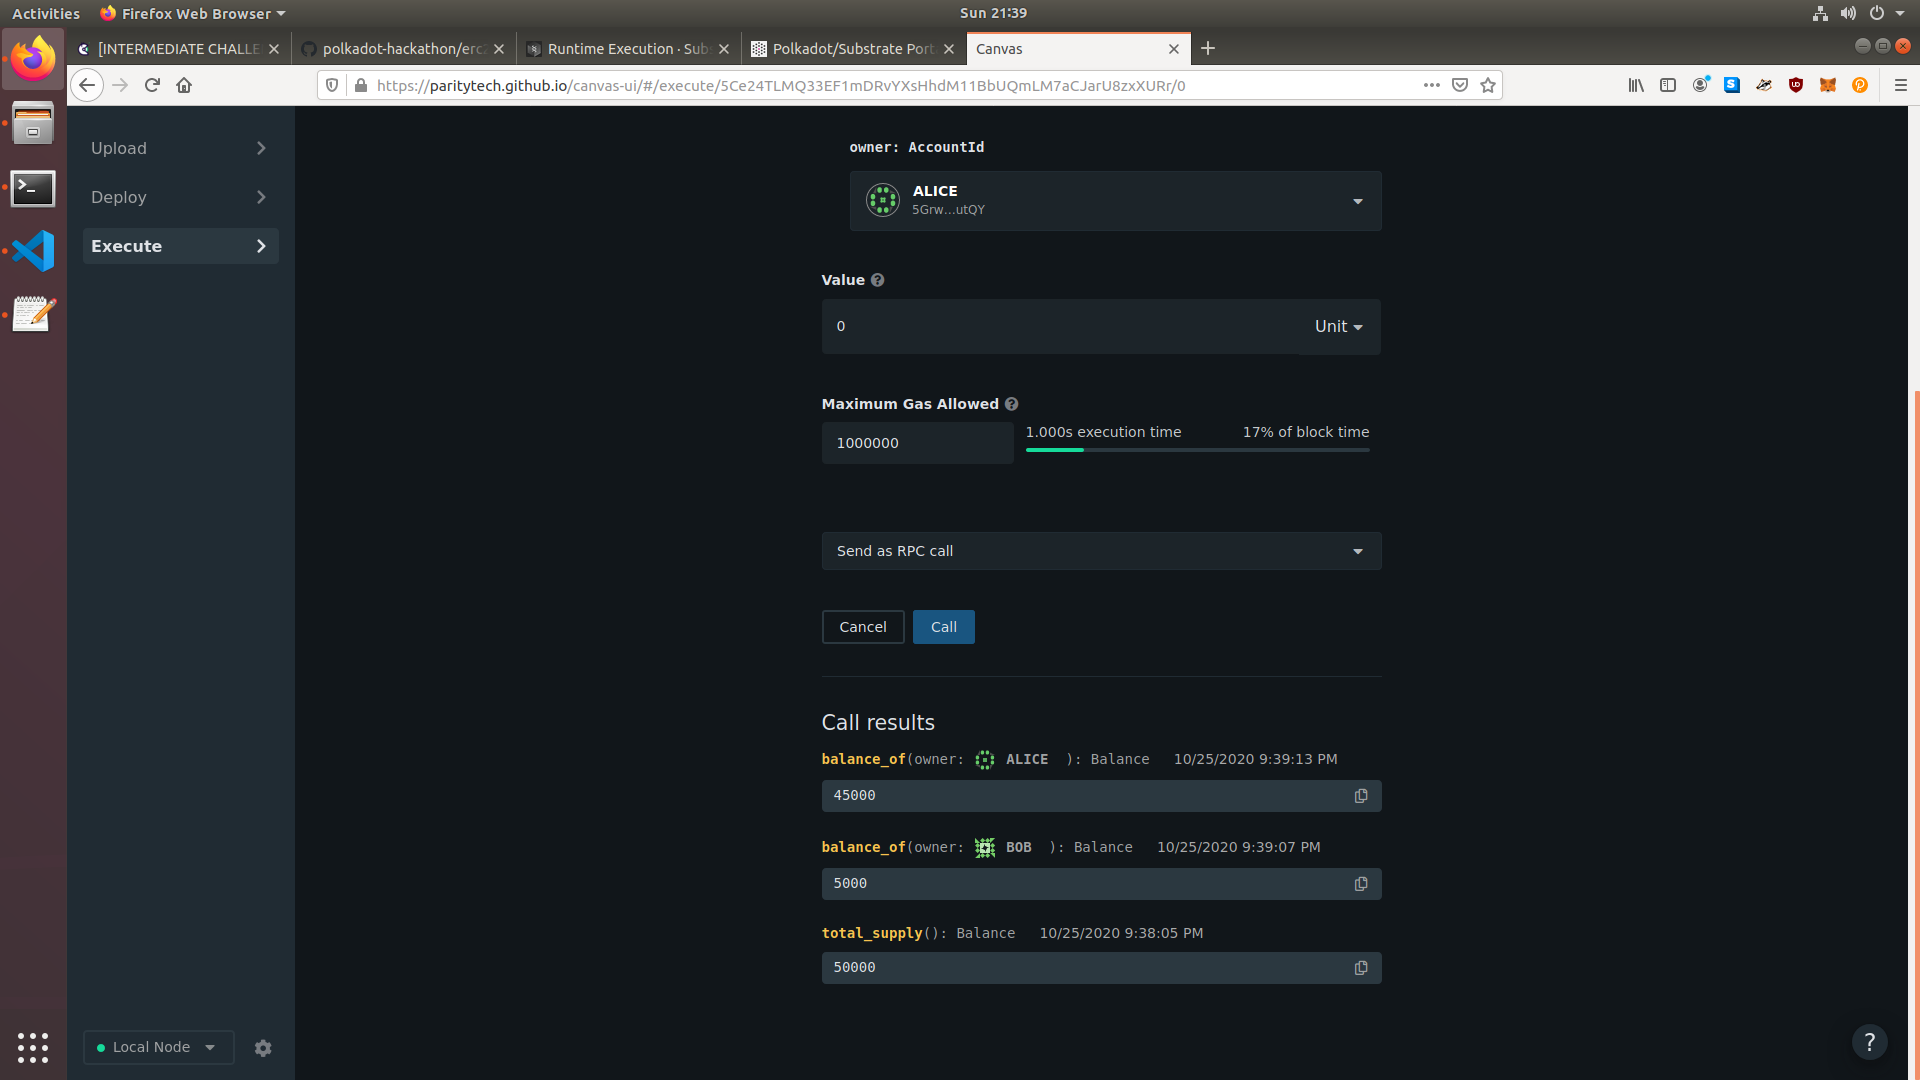 Activities
Firefox Web Browser
Sun 21:39
[INTERMEDIATE CHALLE
polkadot-hackathon/erc2
Runtime Execution · Subs
Polkadot/Substrate Port
Canvas
https://paritytech.github.io/canvas-ui/#/execute/5Ce24TLMQ33EF1mDRvYXsHhdM11BbUQmLM7aCJarU8zxXURr/0
Upload
Deploy
Execute
owner: AccountId
ALICE
5Grw...utQY
Value
0
Unit
Maximum Gas Allowed
1000000
1.000s execution time
17% of block time
Send as RPC call
Cancel
Call
Call results
balance_of(owner: ALICE ): Balance 10/25/2020 9:39:13 PM
45000
balance_of(owner: BOB ): Balance 10/25/2020 9:39:07 PM
5000
total_supply(): Balance 10/25/2020 9:38:05 PM
50000
Local Node
?